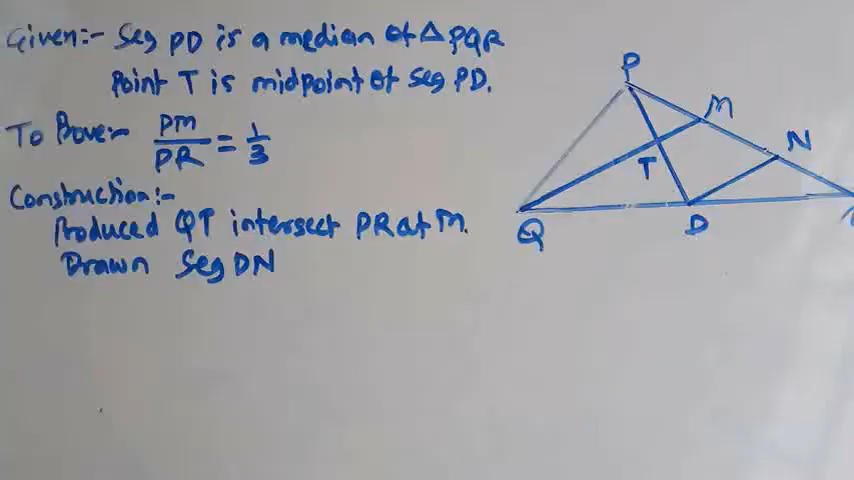 Given:- Seg PD is a median of △PQR
Point T is midpoint of Seg PD.
To Prove:- PM/PR = 1/3
Construction:-
Produced QT intersect PR at M.
Drawn Seg DN
P
M
N
T
Q
D